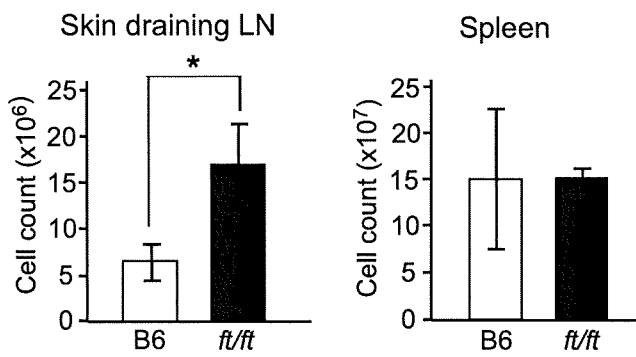 Skin draining LN
*
Cell count (x10⁶)
25
20
15
10
5
0
B6
ft/ft
Spleen
Cell count (x10⁷)
25
20
15
10
5
0
B6
ft/ft